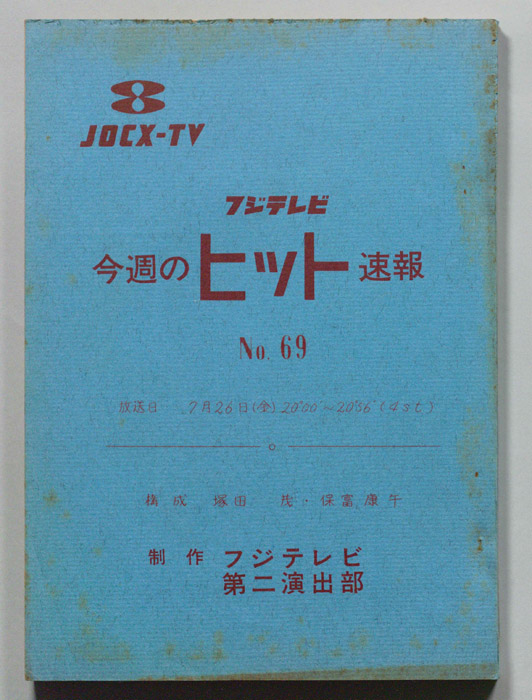 JOCX-TV
フジテレビ
今週の ヒット 速報
No. 69
放送日 7月26日(金) 20°00'~20°56'(4st)
構成 塚田 茂・保富康午
制作 フジテレビ
第二演出部